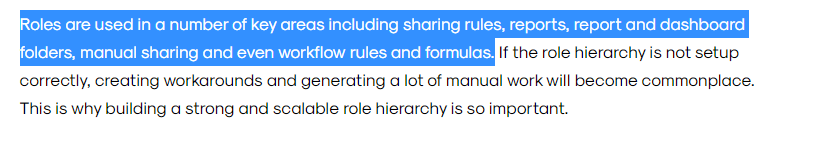 Roles are used in a number of key areas including sharing rules, reports, report and dashboard
folders, manual sharing and even workflow rules and formulas. If the role hierarchy is not setup
correctly, creating workarounds and generating a lot of manual work will become commonplace.
This is why building a strong and scalable role hierarchy is so important.